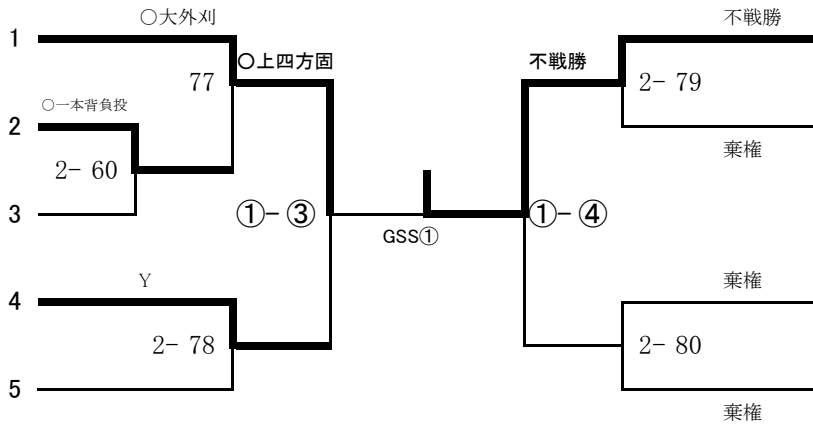 ○大外刈
不戦勝
1
77
○上四方固
不戦勝
2- 79
○一本背負投
2
棄権
2- 60
3
①- ③
GSS①
①- ④
Y
棄権
4
2- 78
2- 80
5
棄権